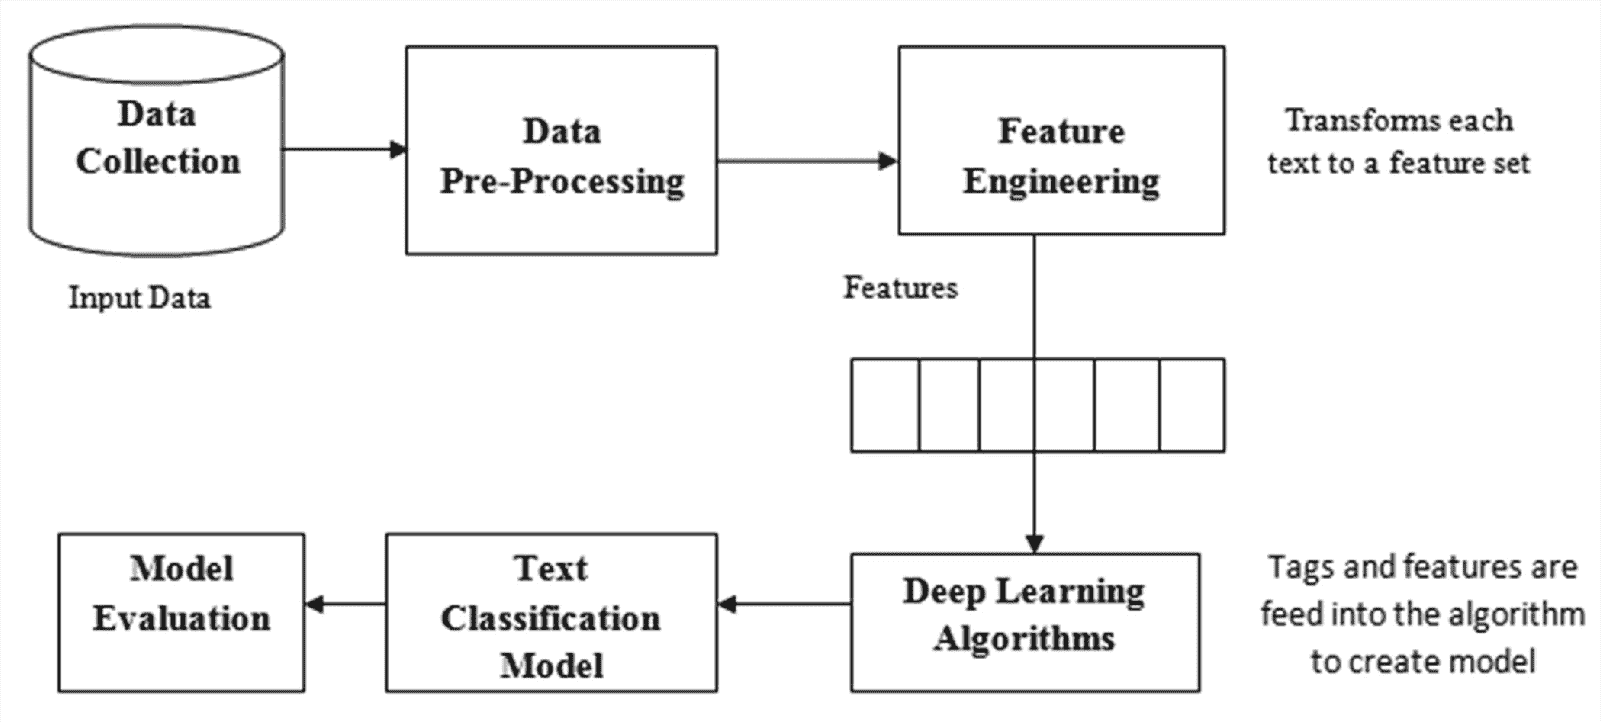 Data
Collection
Input Data
Data
Pre-Processing
Feature
Engineering
Transforms each
text to a feature set
Features
Model
Evaluation
Text
Classification
Model
Deep Learning
Algorithms
Tags and features are
feed into the algorithm
to create model